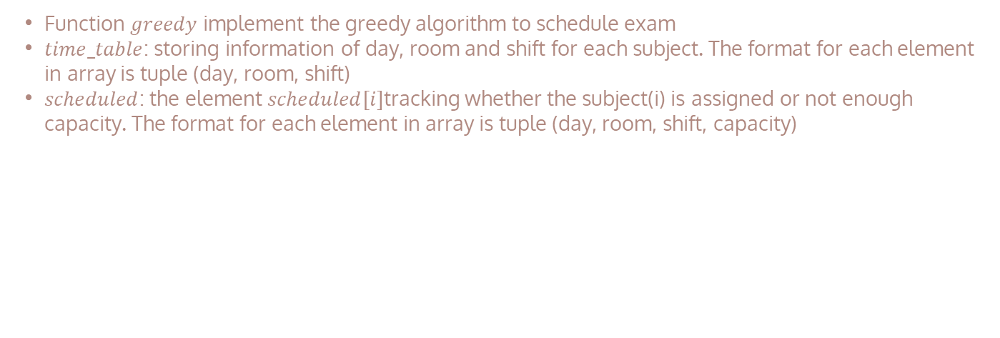 • Function greedy implement the greedy algorithm to schedule exam
• time_table: storing information of day, room and shift for each subject. The format for each element
in array is tuple (day, room, shift)
• scheduled: the element scheduled[i]tracking whether the subject(i) is assigned or not enough
capacity. The format for each element in array is tuple (day, room, shift, capacity)